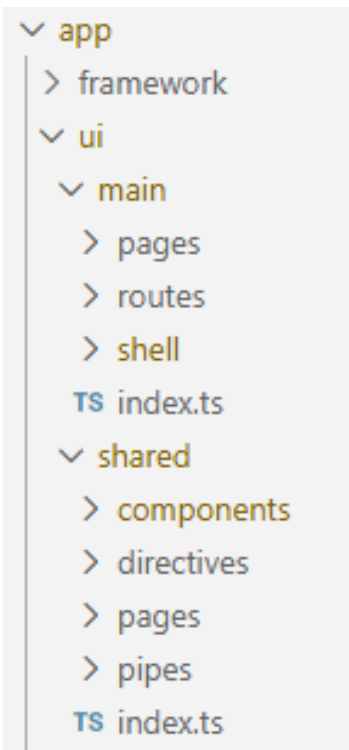 app
framework
ui
main
pages
routes
shell
TS index.ts
shared
components
directives
pages
pipes
TS index.ts